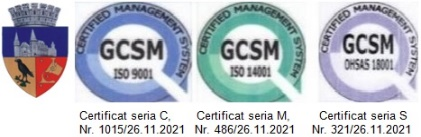 CERTIFIED MANAGEMENT SYSTEM
GCSM
ISO 9001
CERTIFIED MANAGEMENT SYSTEM
GCSM
ISO 14001
CERTIFIED MANAGEMENT SYSTEM
GCSM
OHSAS 18001
Certificat seria C,
Nr. 1015/26.11.2021
Certificat seria M,
Nr. 486/26.11.2021
Certificat seria S
Nr. 321/26.11.2021